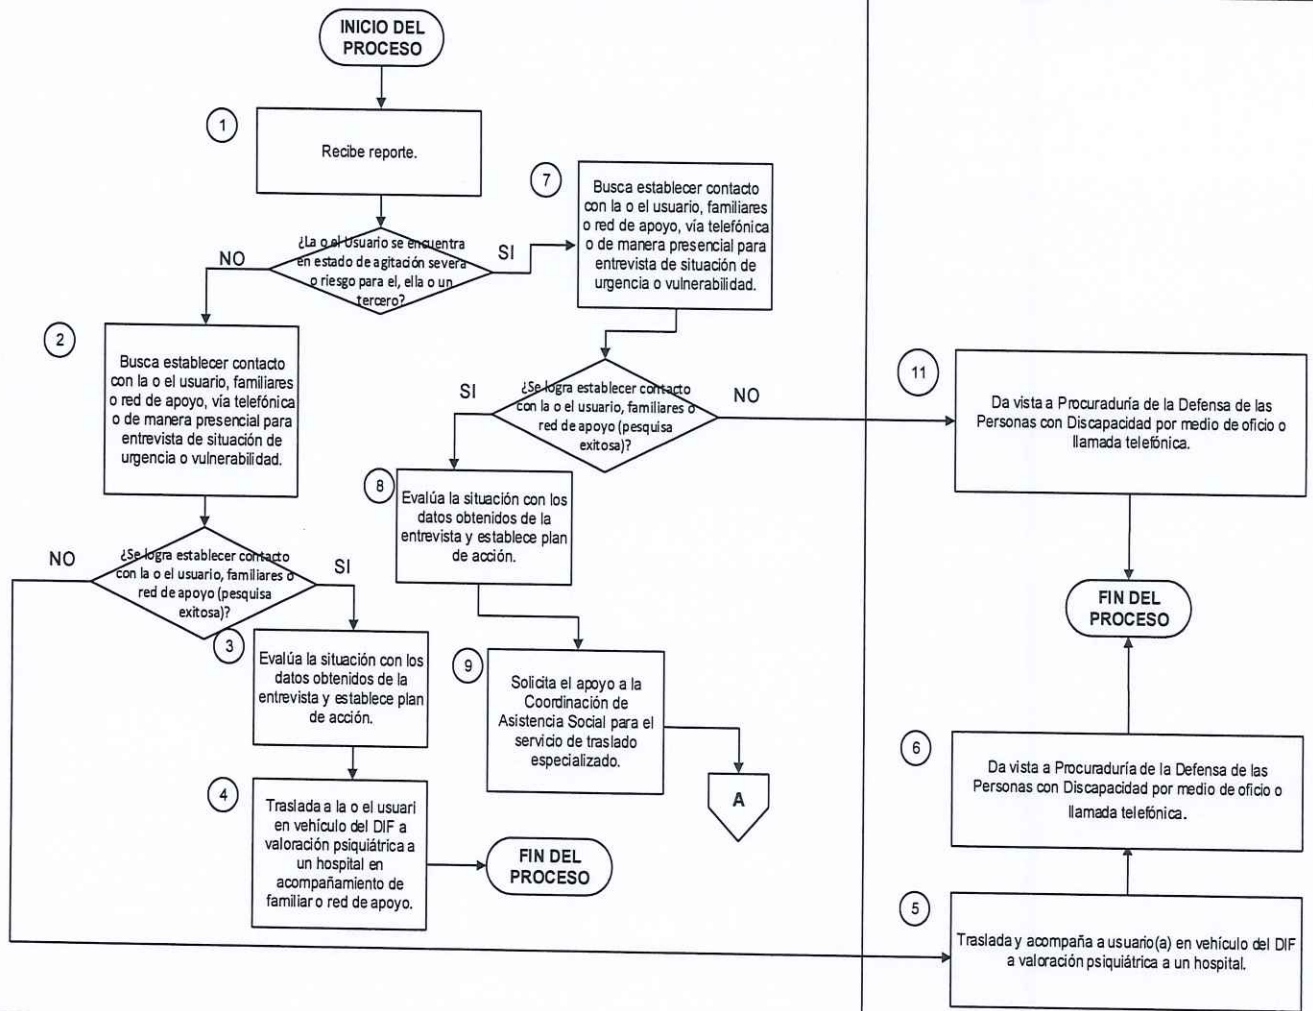 INICIO DEL
PROCESO
1
Recibe reporte.
¿La o el Usuario se encuentra
en estado de agitación severa
o riesgo para el, ella o un
tercero?
NO
SI
2
Busca establecer contacto
con la o el usuario, familiares
o red de apoyo, vía telefónica
o de manera presencial para
entrevista de situación de
urgencia o vulnerabilidad.
¿Se logra establecer contacto
con la o el usuario, familiares o
red de apoyo (pesquisa
exitosa)?
NO
SI
3
Evalúa la situación con los
datos obtenidos de la
entrevista y establece plan
de acción.
4
Traslada a la o el usuari
en vehículo del DIF a
valoración psiquiátrica a
un hospital en
acompañamiento de
familiar o red de apoyo.
FIN DEL
PROCESO
7
Busca establecer contacto
con la o el usuario, familiares
o red de apoyo, vía telefónica
o de manera presencial para
entrevista de situación de
urgencia o vulnerabilidad.
¿Se logra establecer contacto
con la o el usuario, familiares o
red de apoyo (pesquisa
exitosa)?
SI
NO
8
Evalúa la situación con los
datos obtenidos de la
entrevista y establece plan
de acción.
9
Solicita el apoyo a la
Coordinación de
Asistencia Social para el
servicio de traslado
especializado.
A
11
Da vista a Procuraduría de la Defensa de las
Personas con Discapacidad por medio de oficio o
llamada telefónica.
FIN DEL
PROCESO
6
Da vista a Procuraduría de la Defensa de las
Personas con Discapacidad por medio de oficio o
llamada telefónica.
5
Traslada y acompaña a usuario(a) en vehículo del DIF
a valoración psiquiátrica a un hospital.